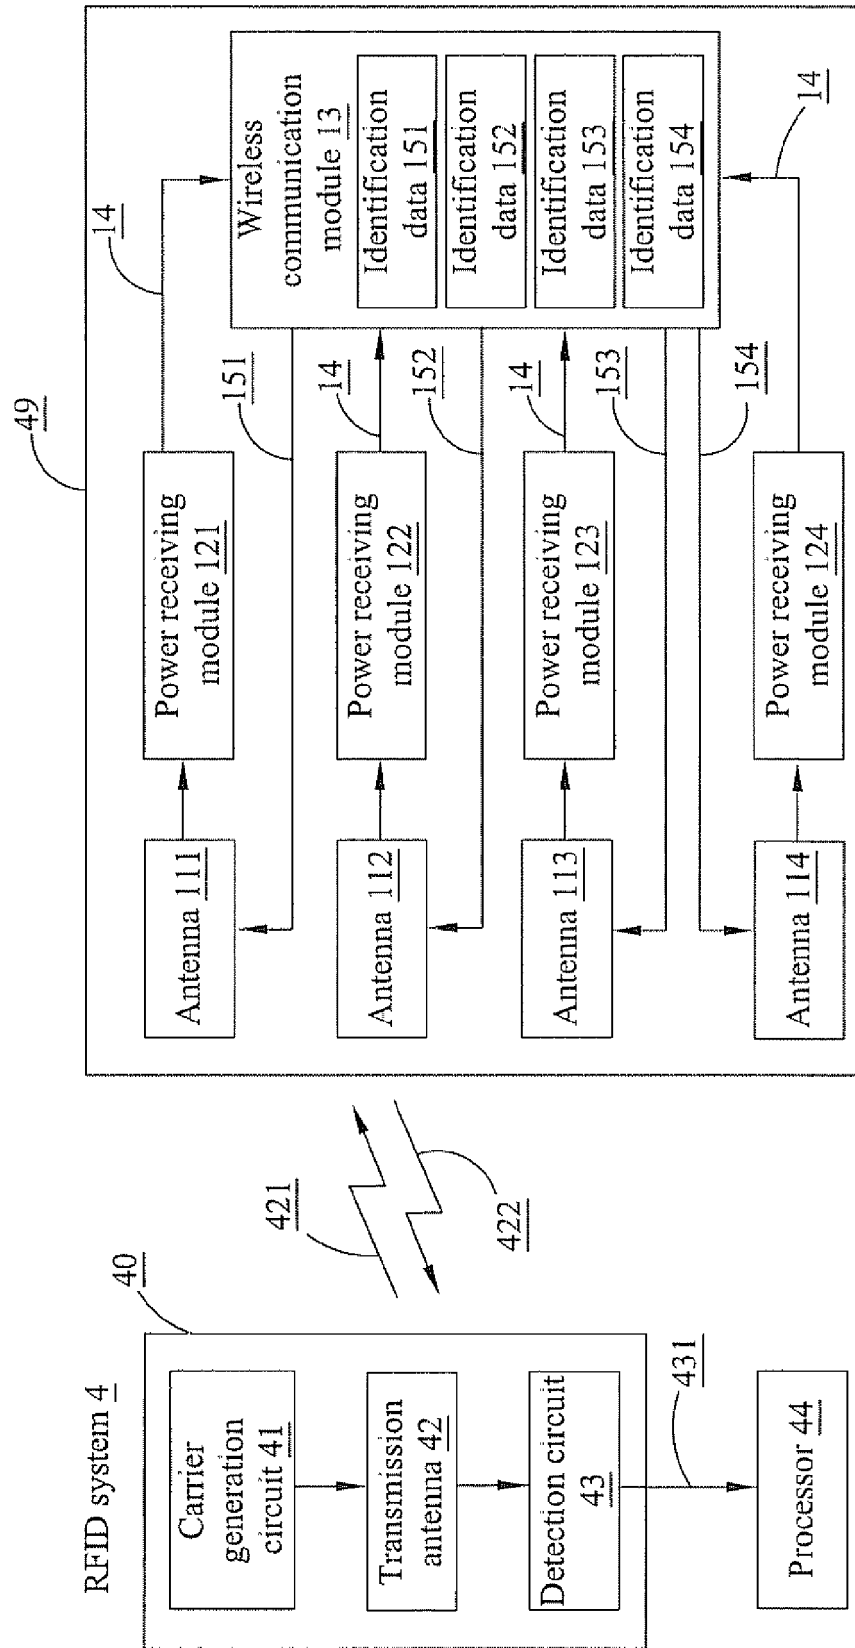 RFID system 4
40
Carrier
generation
circuit 41
Transmission
antenna 42
Detection circuit
43
431
Processor 44
421
422
49
Antenna 111
Power receiving
module 121
14
151
Antenna 112
Power receiving
module 122
14
152
Antenna 113
Power receiving
module 123
14
153
154
Antenna 114
Power receiving
module 124
14
Wireless
communication
module 13
Identification
data 151
Identification
data 152
Identification
data 153
Identification
data 154